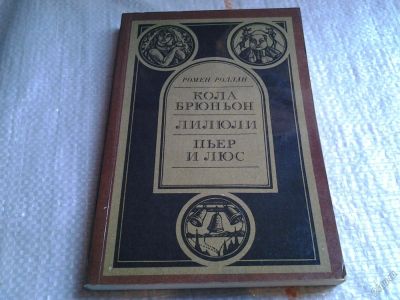 РОМЕН РОЛЛАН
КОЛА
БРЮНЬОН
ЛИЛЮЛИ
ПЬЕР
И ЛЮС